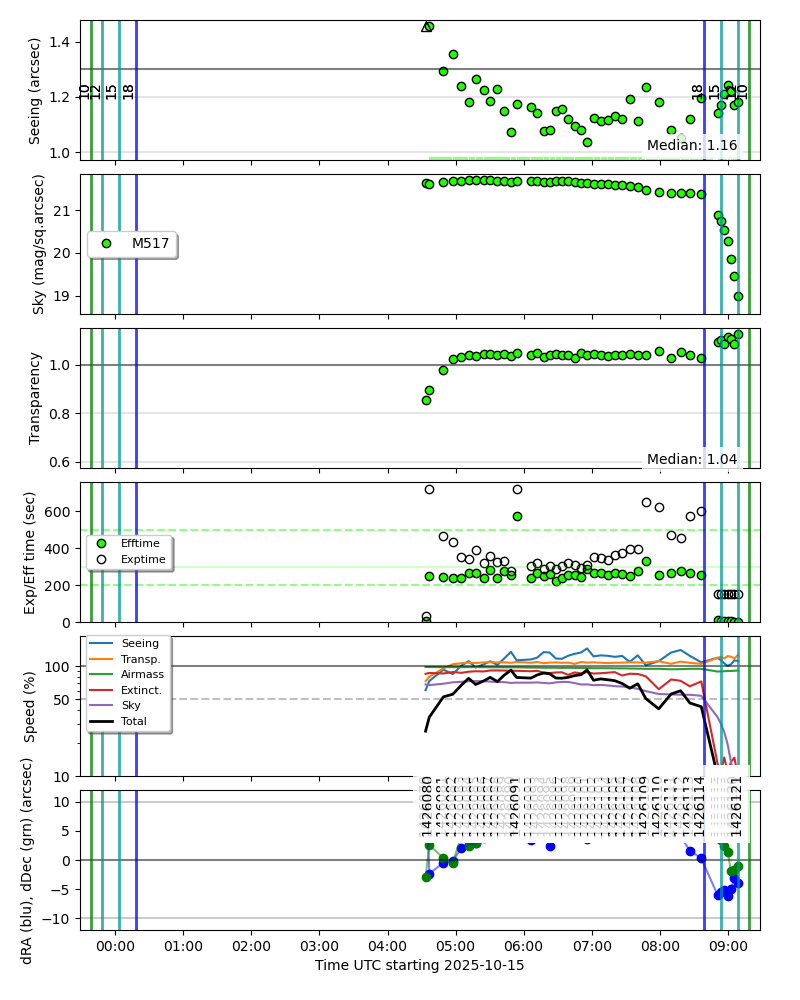 Seeing (arcsec)
1.4
1.2
1.0
10
12
15
18
18
15
12
10
Median: 1.16
Sky (mag/sq.arcsec)
21
20
19
M517
Transparency
1.0
0.8
0.6
Median: 1.04
Exp/Eff time (sec)
600
400
200
0
Efftime
Exptime
Speed (%)
100
50
10
Seeing
Transp.
Airmass
Extinct.
Sky
Total
dRA (blu), dDec (grn) (arcsec)
10
5
0
−5
−10
1426080
1426091
1426109
1426110
1426114
1426121
00:00
01:00
02:00
03:00
04:00
05:00
06:00
07:00
08:00
09:00
Time UTC starting 2025-10-15